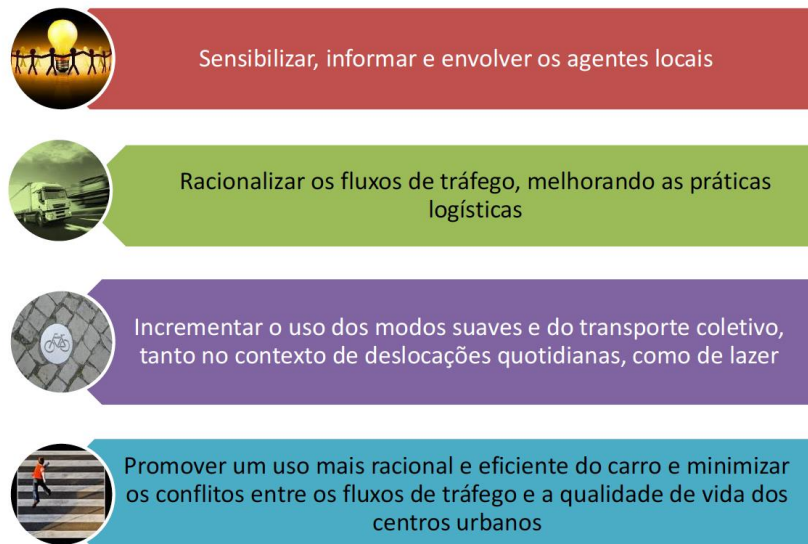 Sensibilizar, informar e envolver os agentes locais
Racionalizar os fluxos de tráfego, melhorando as práticas
logísticas
Incrementar o uso dos modos suaves e do transporte coletivo,
tanto no contexto de deslocações quotidianas, como de lazer
Promover um uso mais racional e eficiente do carro e minimizar
os conflitos entre os fluxos de tráfego e a qualidade de vida dos
centros urbanos